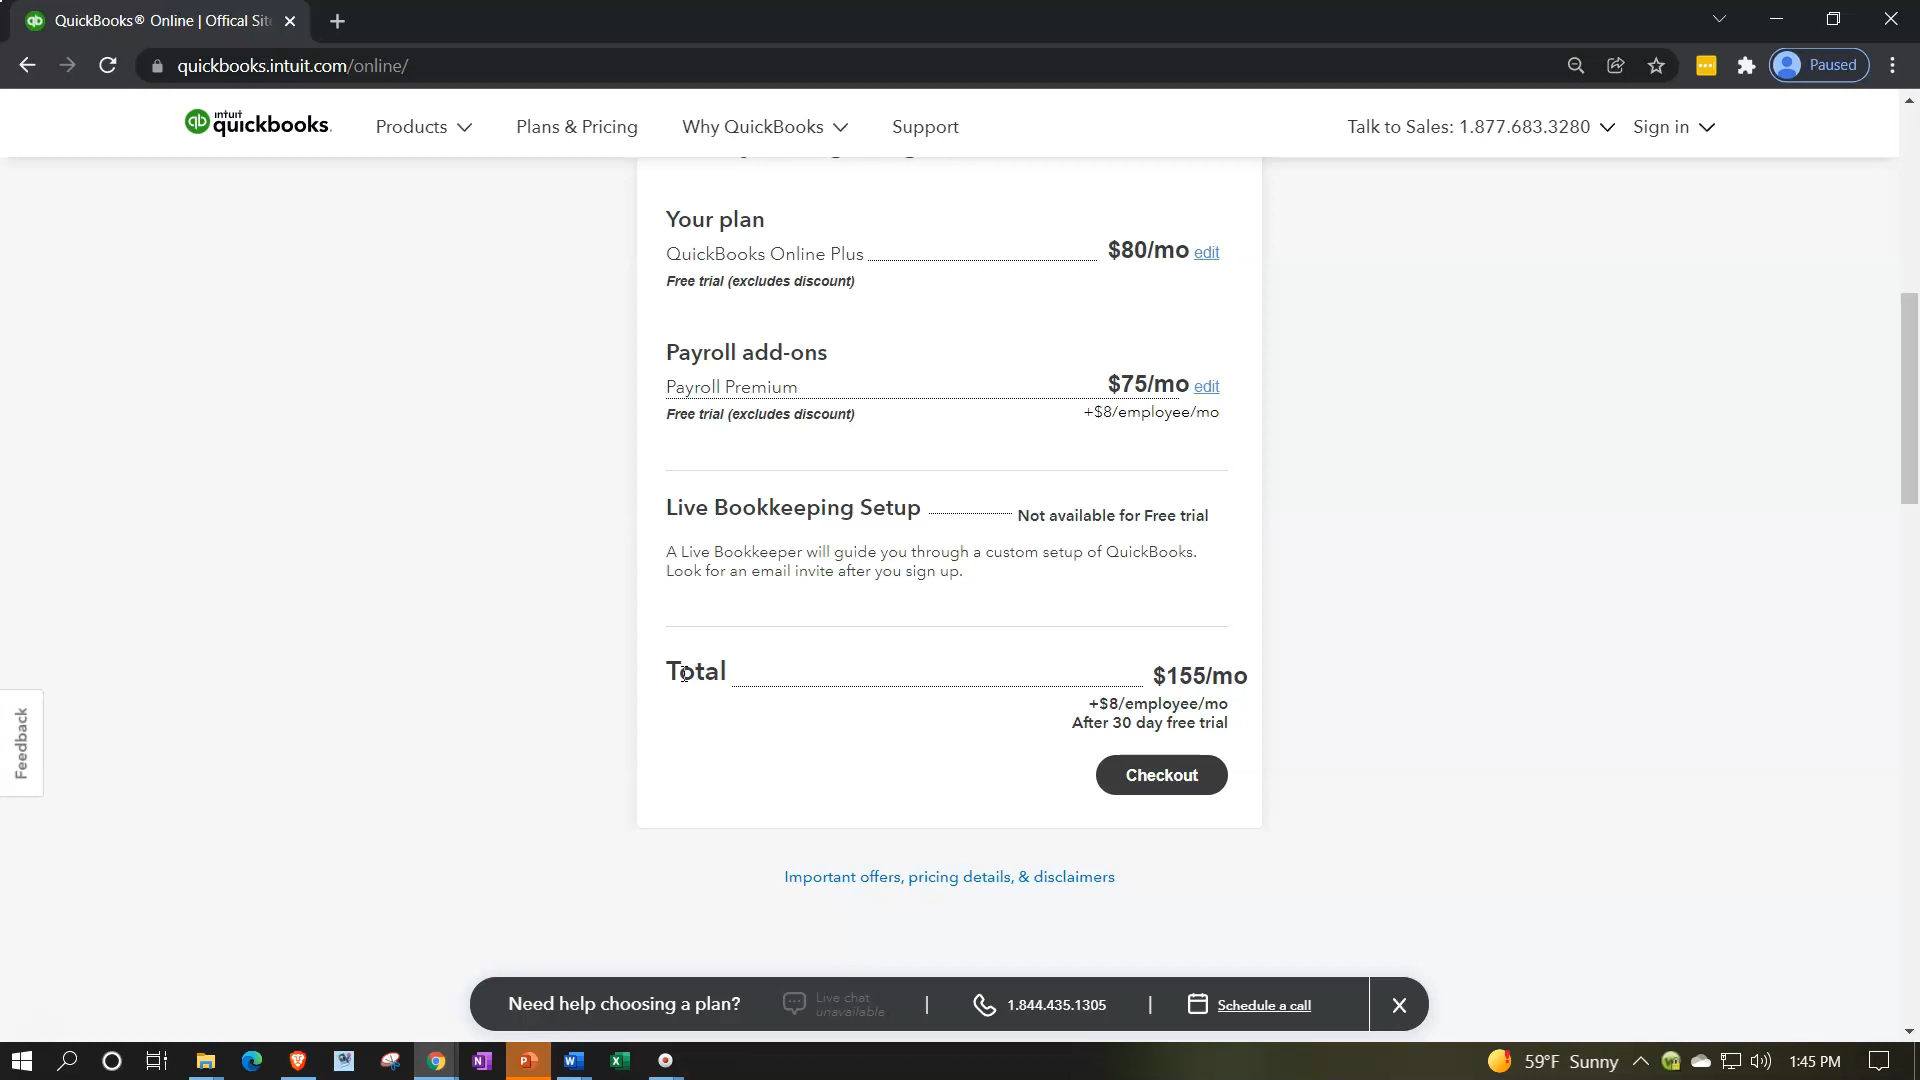 QuickBooks® Online | Offical Sit
quickbooks.intuit.com/online/
Paused
intuit
quickbooks.
Products
Plans & Pricing
Why QuickBooks
Support
Talk to Sales: 1.877.683.3280
Sign in
Your plan
QuickBooks Online Plus
$80/mo edit
Free trial (excludes discount)
Payroll add-ons
Payroll Premium
$75/mo edit
Free trial (excludes discount)
+$8/employee/mo
Live Bookkeeping Setup
Not available for Free trial
A Live Bookkeeper will guide you through a custom setup of QuickBooks.
Look for an email invite after you sign up.
Total
$155/mo
+$8/employee/mo
After 30 day free trial
Checkout
Feedback
Important offers, pricing details, & disclaimers
Need help choosing a plan?
Live chat
unavailable
|
1.844.435.1305
|
Schedule a call
59°F Sunny
1:45 PM